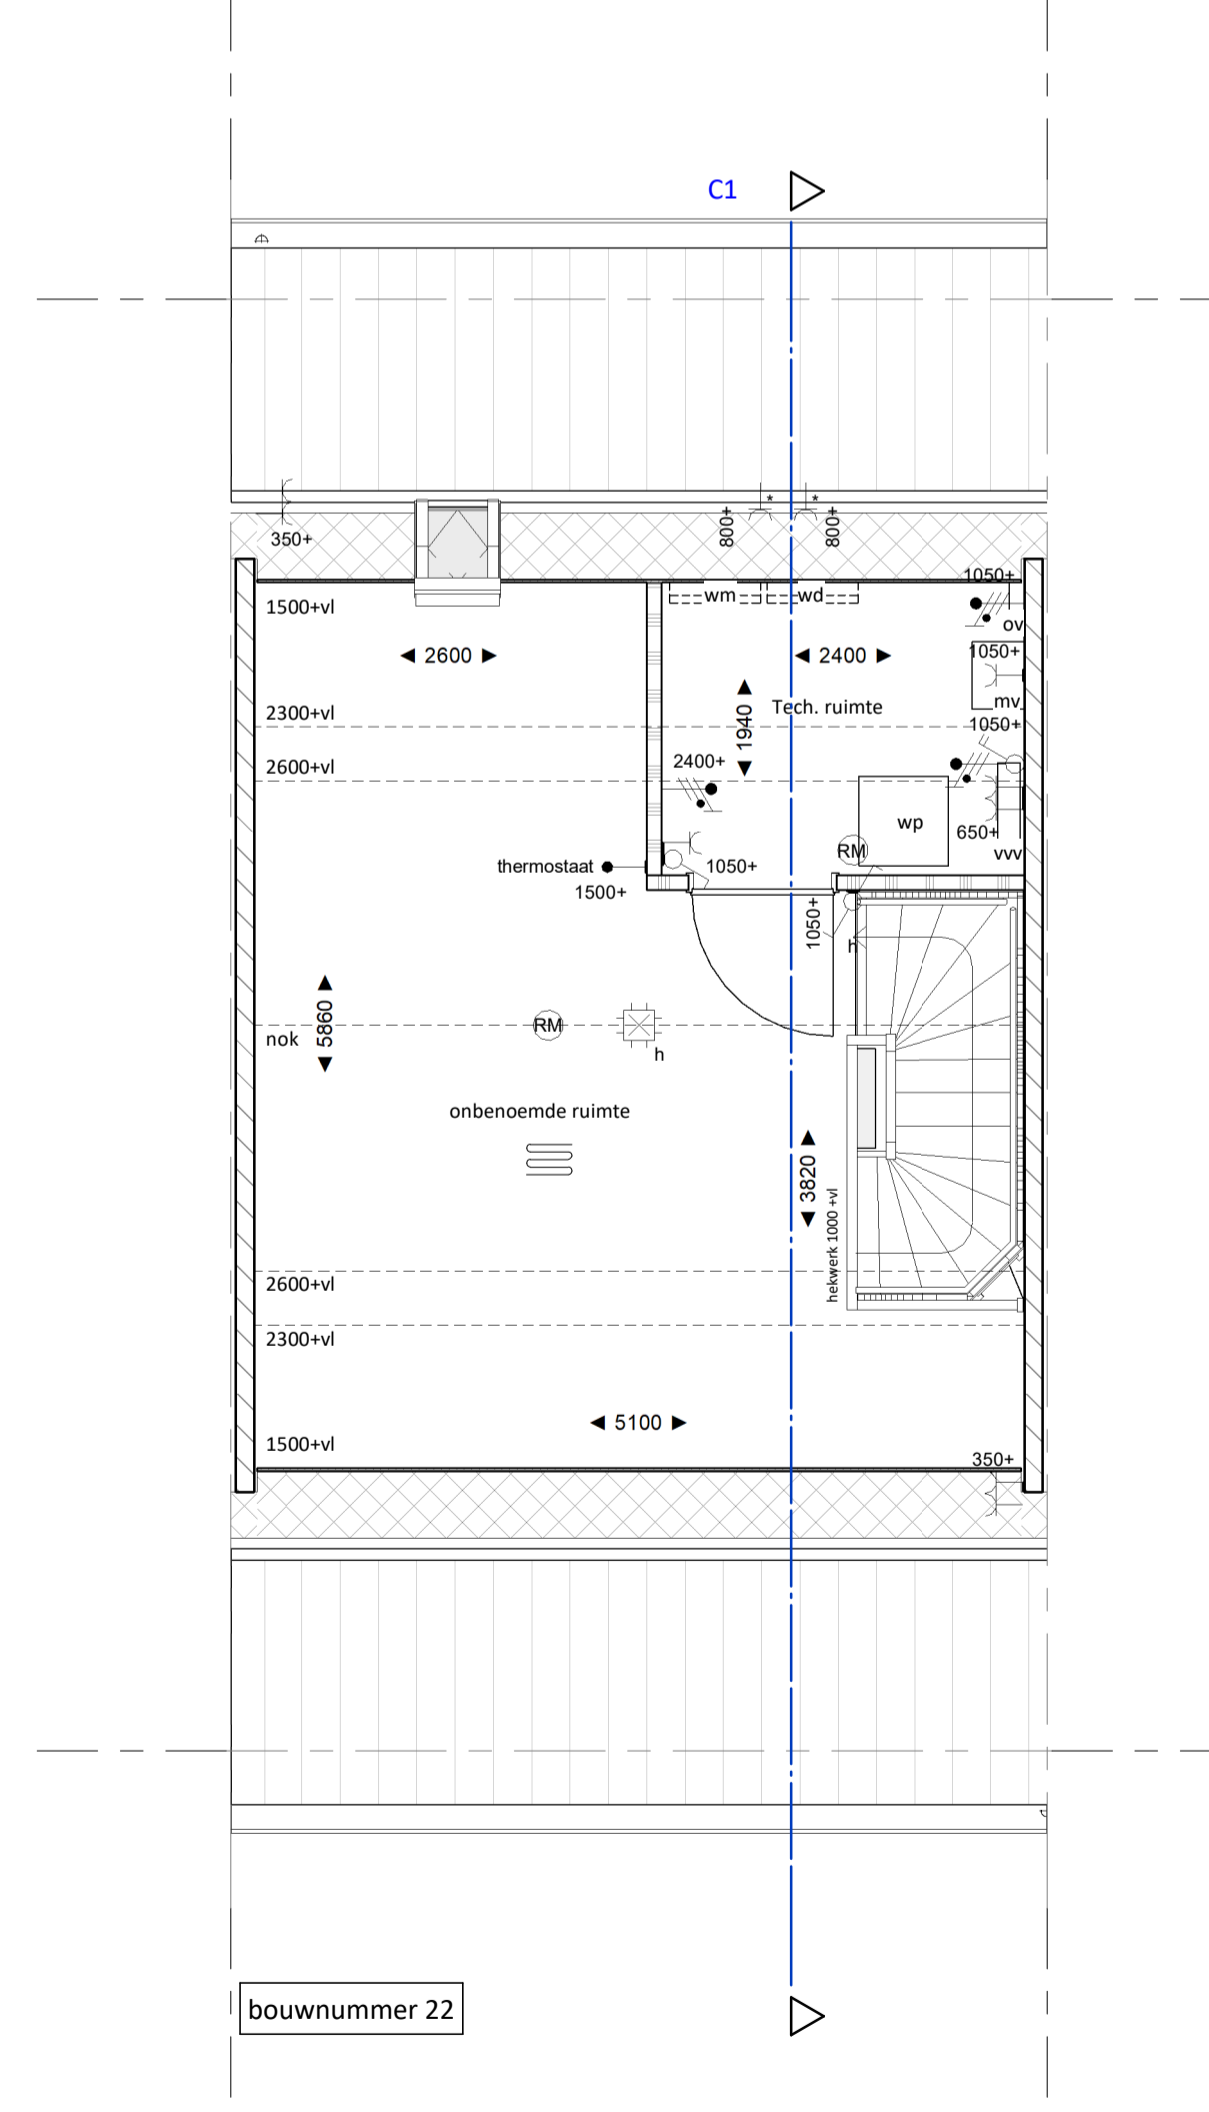 C1
350+
800+
*
*
800+
1050+
wm
wd
1500+vl
ov
2600
2400
1050+
mv
Tech. ruimte
2300+vl
1940
1050+
2600+vl
2400+
wp
650+
RM
vvv
thermostaat
1050+
1500+
1050+
h
5860
nok
RM
h
onbenoemde ruimte
3820
hekwerk 1000 +vl
2600+vl
2300+vl
5100
1500+vl
350+
bouwnummer 22